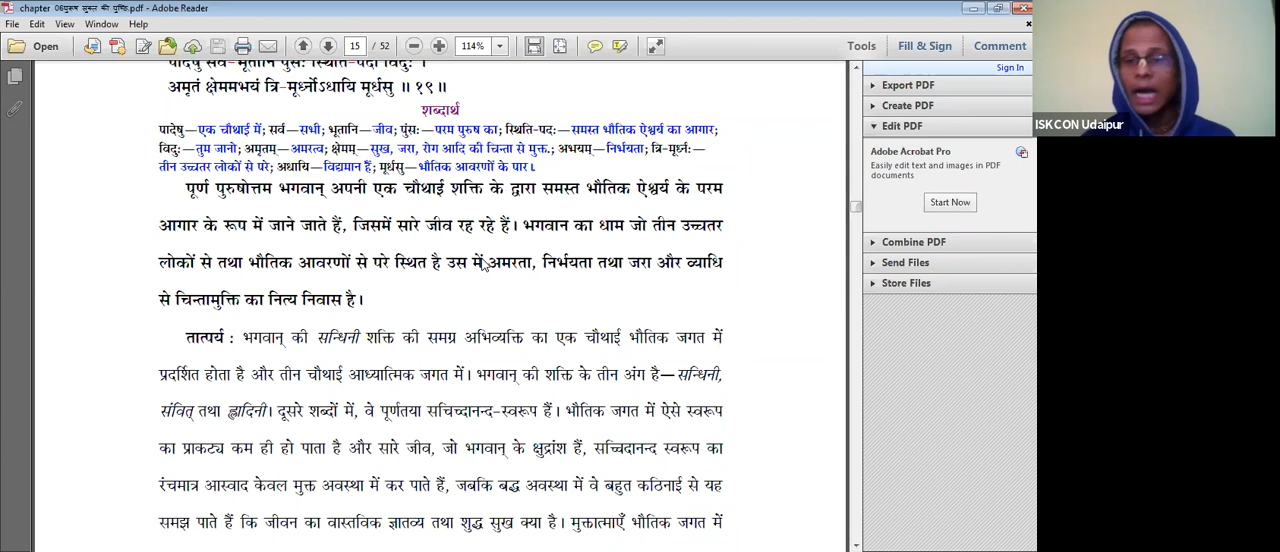 chapter 06पुरुष सूक्त की पुष्टि.pdf - Adobe Reader
File Edit View Window Help
Open 15 / 52 114% Tools Fill & Sign Comment
Sign In
पादेषु सर्व-भूतानि पुंसः स्थिति-पदो विदुः ।
अमृतं क्षेममभयं त्रि-मूर्ध्नोऽधायि मूर्धसु ॥ १९॥
शब्दार्थ
पादेषु—एक चौथाई में; सर्व—सभी; भूतानि—जीव; पुंसः—परम पुरुष का; स्थिति-पदः—समस्त भौतिक ऐश्वर्य का आगार;
विदुः—तुम जानो; अमृतम्—अमरत्व; क्षेमम्—सुख, जरा, रोग आदि की चिन्ता से मुक्त.; अभयम्—निर्भयता; त्रि-मूर्ध्नः—
तीन उच्चतर लोकों से परे; अधायि—विद्यमान हैं; मूर्धसु—भौतिक आवरणों के पार।
पूर्ण पुरुषोत्तम भगवान् अपनी एक चौथाई शक्ति के द्वारा समस्त भौतिक ऐश्वर्य के परम
आगार के रूप में जाने जाते हैं, जिसमें सारे जीव रह रहे हैं। भगवान का धाम जो तीन उच्चतर
लोकों से तथा भौतिक आवरणों से परे स्थित है उस में अमरता, निर्भयता तथा जरा और व्याधि
से चिन्तामुक्ति का नित्य निवास है।
तात्पर्य : भगवान् की सन्धिनी शक्ति की समग्र अभिव्यक्ति का एक चौथाई भौतिक जगत में
प्रदर्शित होता है और तीन चौथाई आध्यात्मिक जगत में। भगवान् की शक्ति के तीन अंग है—सन्धिनी,
संवित् तथा ह्लादिनी। दूसरे शब्दों में, वे पूर्णतया सच्चिदानन्द-स्वरूप हैं। भौतिक जगत में ऐसे स्वरूप
का प्राकट्य कम ही हो पाता है और सारे जीव, जो भगवान् के क्षुद्रांश हैं, सच्चिदानन्द स्वरूप का
रंचमात्र आस्वाद केवल मुक्त अवस्था में कर पाते हैं, जबकि बद्ध अवस्था में वे बहुत कठिनाई से यह
समझ पाते हैं कि जीवन का वास्तविक ज्ञातव्य तथा शुद्ध सुख क्या है। मुक्तात्माएँ भौतिक जगत में
Export PDF
Create PDF
Edit PDF
Adobe Acrobat Pro
Easily edit text and images in PDF
documents
Start Now
Combine PDF
Send Files
Store Files
ISKCON Udaipur